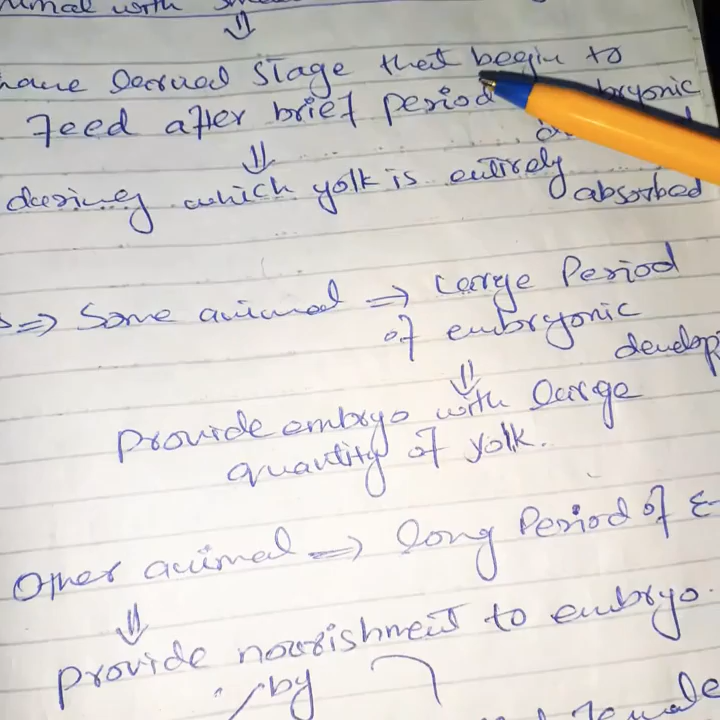 with
⇓
have larval stage that begin to
feed after brief period
⇓
during which yolk is entirely
absorbed
⇒ Some animal ⇒ Large Period
of embryonic
develop
⇓
Provide embryo with large
quantity of yolk.
Other animal ⇒ long Period of E
⇓
provide nourishment to embryo.
by